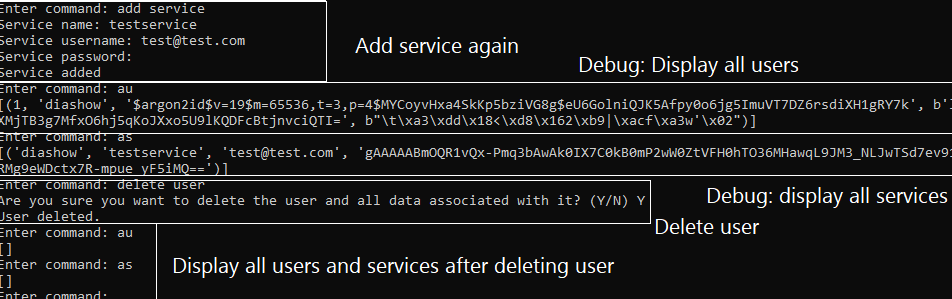 Enter command: add service
Service name: testservice
Service username: test@test.com
Service password:
Service added
Add service again
Debug: Display all users
Enter command: au
[(1, 'diashow', '$argon2id$v=19$m=65536,t=3,p=4$MYCoyvHxa4SkKp5bziVG8g$eU6GolniQJK5Afpy0o6jg5ImuVT7DZ6rsdiXH1gRY7k', b'
XMjTB3g7MfxO6hj5qKoJXxo5U9lKQDFcBtjnvciQTI=', b"\t\xa3\xdd\x18<\xd8\x162\xb9|\xacf\xa3w'\x02")]
Enter command: as
[('diashow', 'testservice', 'test@test.com', 'gAAAAABmOQR1vQx-Pmq3bAwAk0IX7C0kB0mP2wW0ZtVFH0hTO36MHawqL9JM3_NLJwTSd7ev91
RMg9eWDctx7R-mpue_yF5iMQ==')]
Enter command: delete user
Are you sure you want to delete the user and all data associated with it? (Y/N) Y
User deleted.
Debug: display all services
Delete user
Enter command: au
[]
Enter command: as
[]
Enter command:
Display all users and services after deleting user